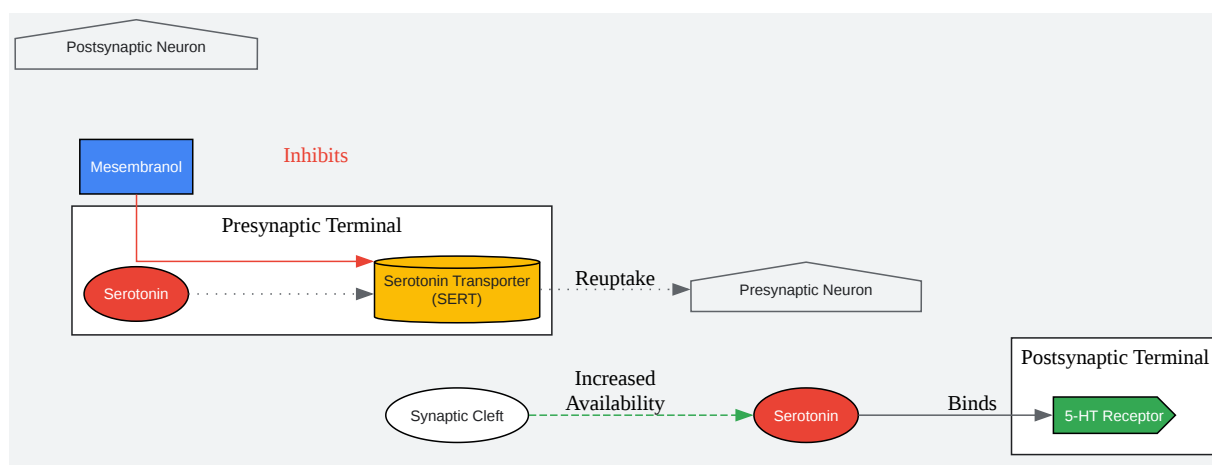 Postsynaptic Neuron
Mesembranol
Inhibits
Presynaptic Terminal
Serotonin
Serotonin Transporter
(SERT)
Reuptake
Presynaptic Neuron
Postsynaptic Terminal
Synaptic Cleft
Increased
Availability
Serotonin
Binds
5-HT Receptor